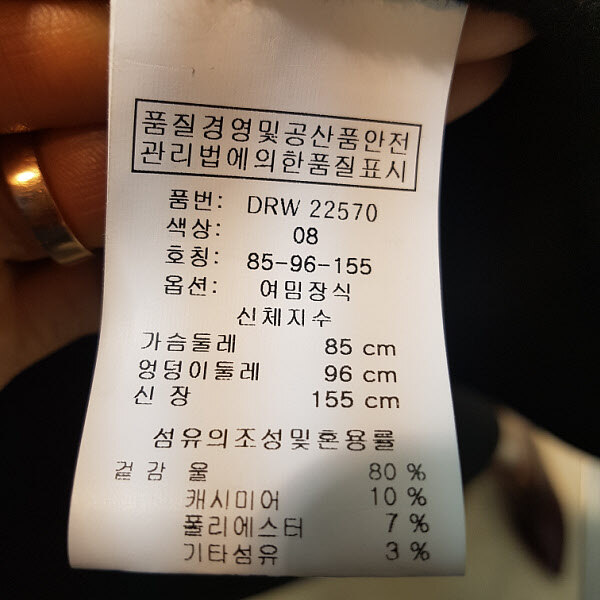 품질경영및공산품안전
관리법에의한품질표시
품번: DRW 22570
색상: 08
호칭: 85-96-155
옵션: 여밈장식
신체지수
가슴둘레 85 cm
엉덩이둘레 96 cm
신 장 155 cm
섬유의조성및혼용률
겉감 울 80 %
캐시미어 10 %
폴리에스터 7 %
기타섬유 3 %